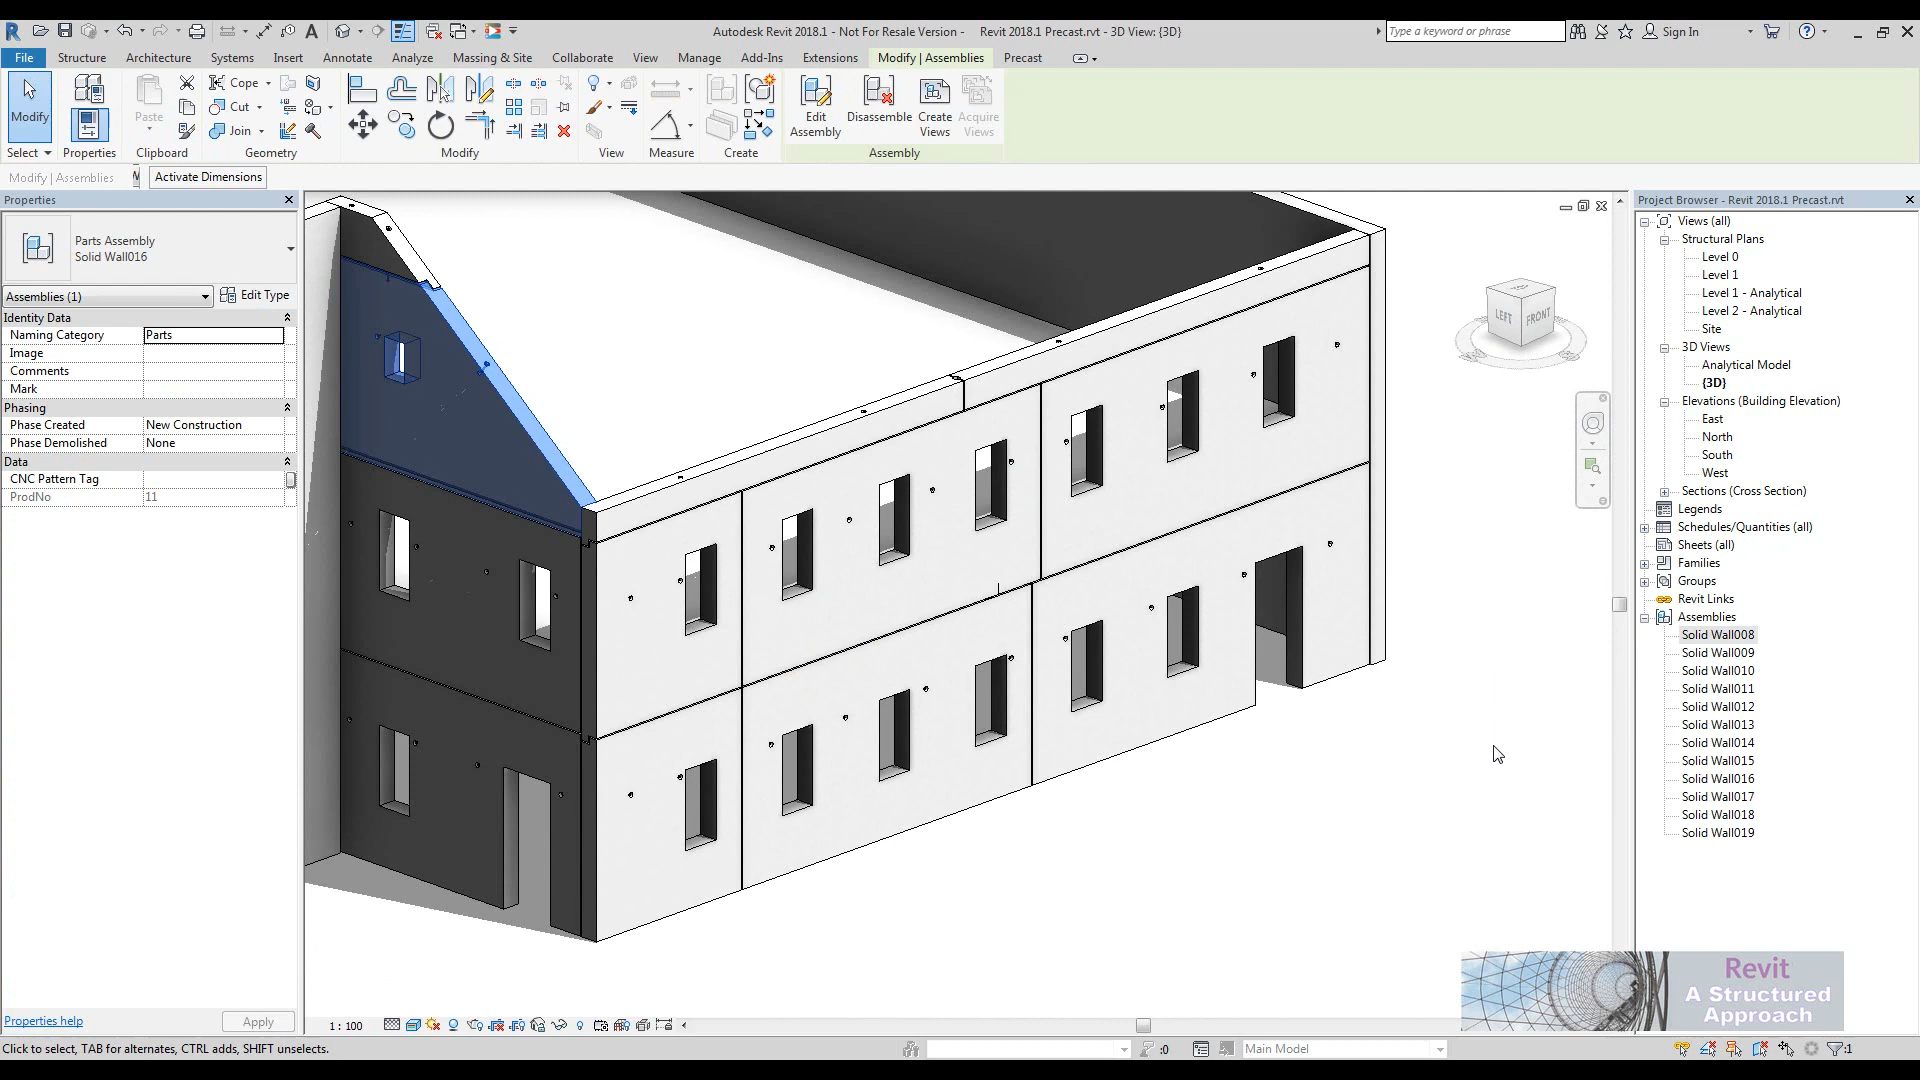 Autodesk Revit 2018.1 - Not For Resale Version - Revit 2018.1 Precast.rvt - 3D View: {3D}
Type a keyword or phrase
Sign In
File Structure Architecture Systems Insert Annotate Analyze Massing & Site Collaborate View Manage Add-Ins Extensions Modify | Assemblies Precast
Modify
Paste
Cope
Cut
Join
Edit Assembly
Disassemble
Create Views
Acquire Views
Select Properties Clipboard Geometry Modify View Measure Create Assembly
Modify | Assemblies
Activate Dimensions
Properties
Parts Assembly
Solid Wall016
Assemblies (1)
Edit Type
Identity Data
Naming Category Parts
Image
Comments
Mark
Phasing
Phase Created New Construction
Phase Demolished None
Data
CNC Pattern Tag
ProdNo 11
Properties help
Apply
LEFT FRONT
Project Browser - Revit 2018.1 Precast.rvt
Views (all)
Structural Plans
Level 0
Level 1
Level 1 - Analytical
Level 2 - Analytical
Site
3D Views
Analytical Model
{3D}
Elevations (Building Elevation)
East
North
South
West
Sections (Cross Section)
Legends
Schedules/Quantities (all)
Sheets (all)
Families
Groups
Revit Links
Assemblies
Solid Wall008
Solid Wall009
Solid Wall010
Solid Wall011
Solid Wall012
Solid Wall013
Solid Wall014
Solid Wall015
Solid Wall016
Solid Wall017
Solid Wall018
Solid Wall019
Revit
A Structured
Approach
1 : 100
Click to select, TAB for alternates, CTRL adds, SHIFT unselects.
:0
Main Model
:1